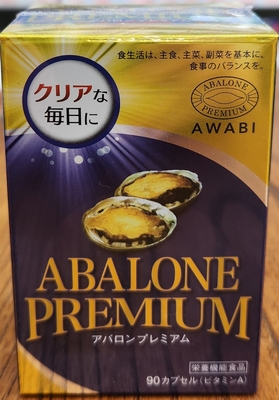 食生活は、主食、主菜、副菜を基本に、
食事のバランスを。
クリアな
毎日に
ABALONE
PREMIUM
AWABI
ABALONE
PREMIUM
アバロンプレミアム
栄養機能食品
90カプセル(ビタミンA)